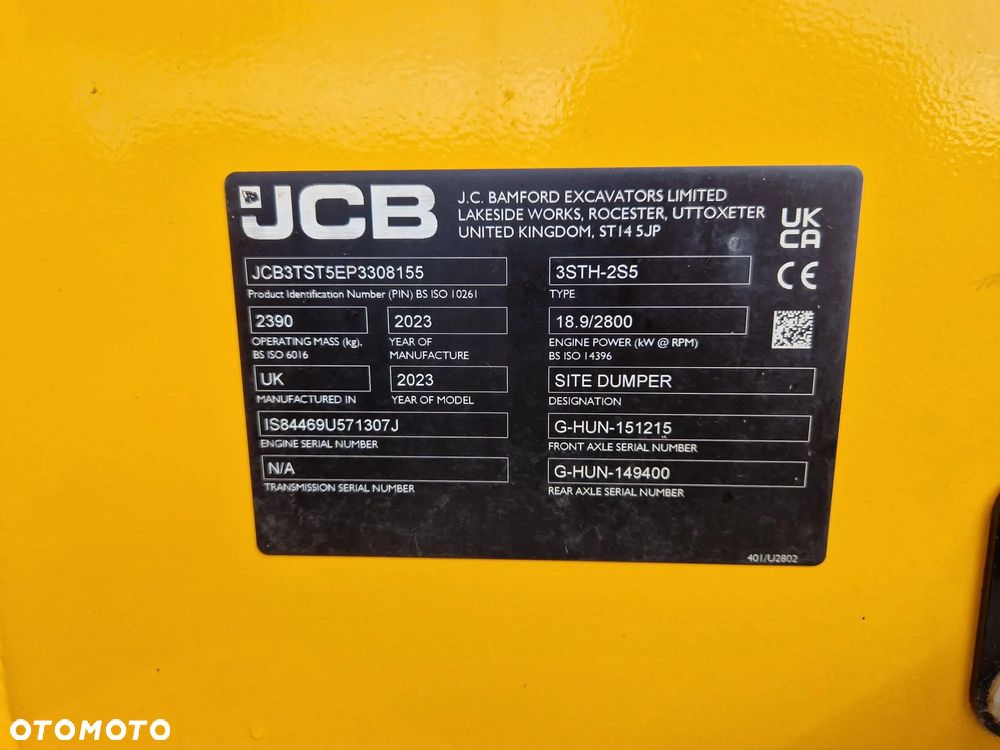 JCB
J.C. BAMFORD EXCAVATORS LIMITED
LAKESIDE WORKS, ROCESTER, UTTOXETER
UNITED KINGDOM, ST14 5JP
UK
CA
CE
JCB3TST5EP3308155
Product Identification Number (PIN) BS ISO 10261
3STH-2S5
TYPE
2390
OPERATING MASS (kg),
BS ISO 6016
2023
YEAR OF
MANUFACTURE
18.9/2800
ENGINE POWER (kW @ RPM)
BS ISO 14396
UK
MANUFACTURED IN
2023
YEAR OF MODEL
SITE DUMPER
DESIGNATION
IS84469U571307J
ENGINE SERIAL NUMBER
G-HUN-151215
FRONT AXLE SERIAL NUMBER
N/A
TRANSMISSION SERIAL NUMBER
G-HUN-149400
REAR AXLE SERIAL NUMBER
401/U2802
OTOMOTO